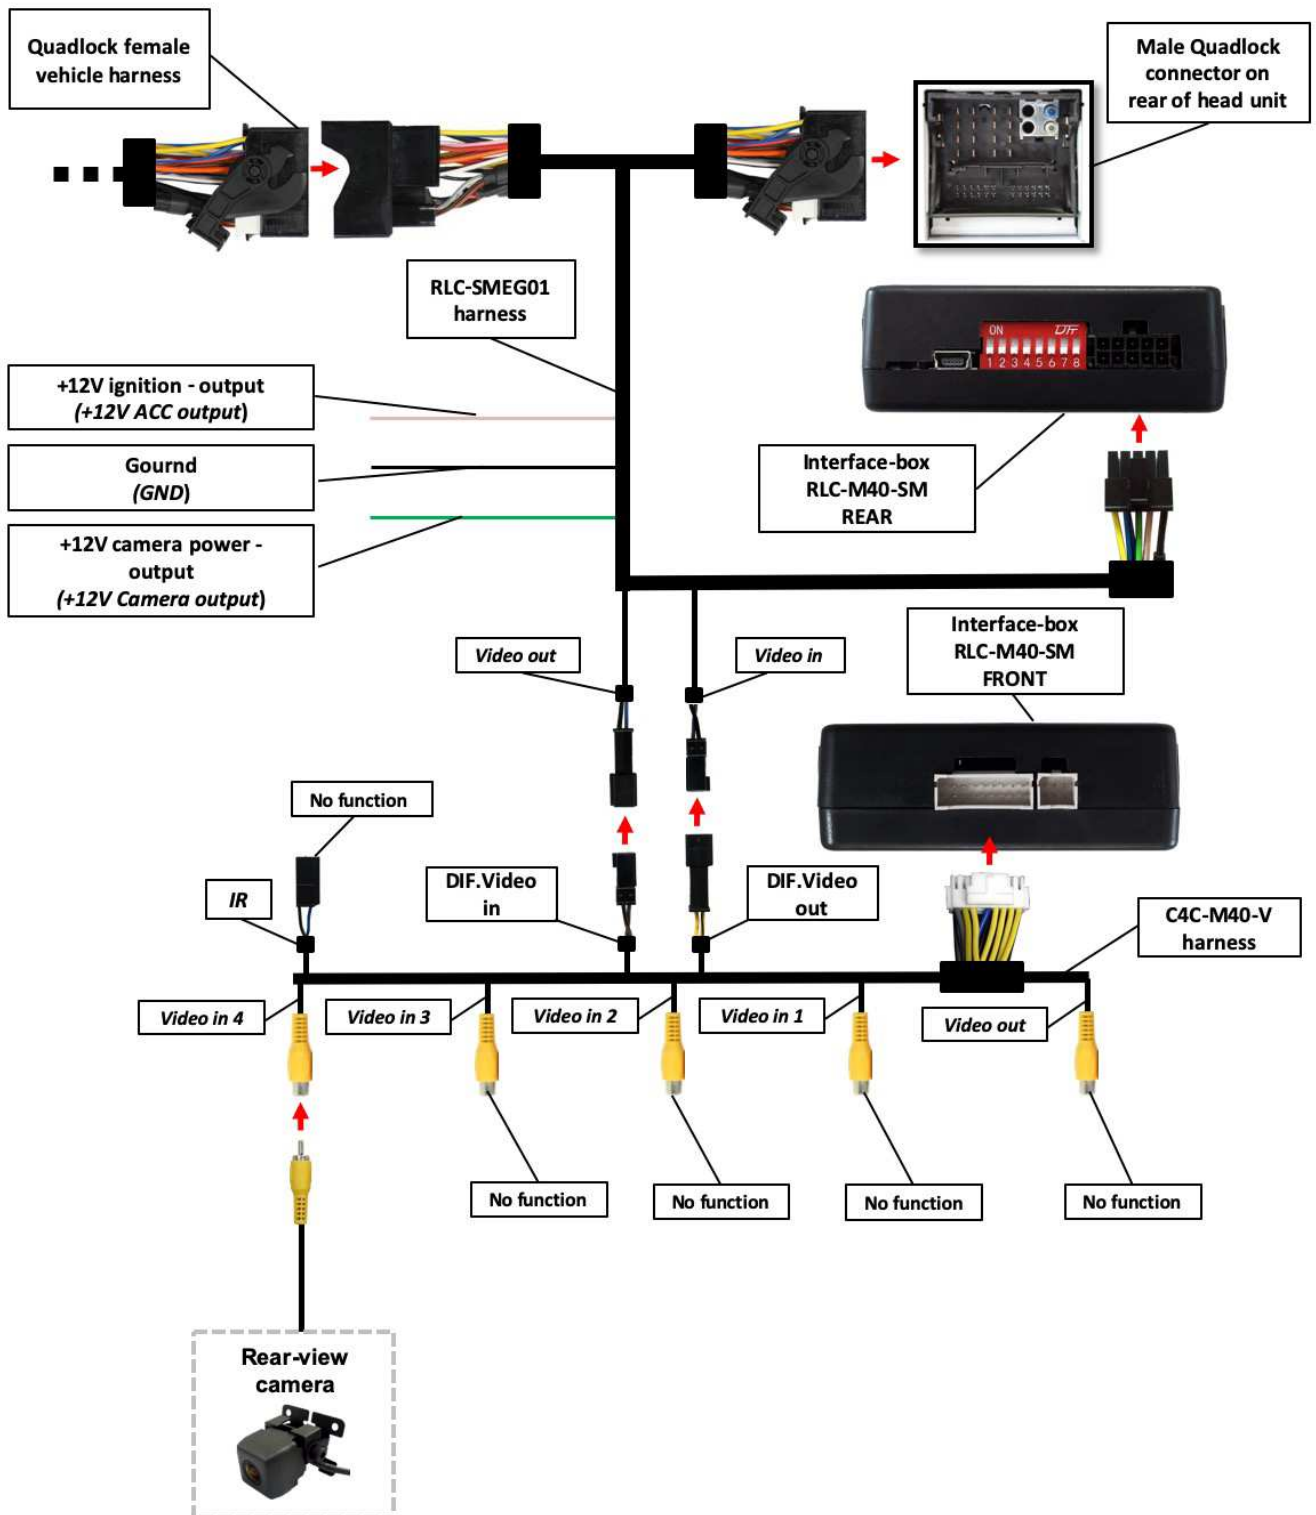 Quadlock female
vehicle harness
Male Quadlock
connector on
rear of head unit
RLC-SMEG01
harness
ON DTF
1 2 3 4 5 6 7 8
+12V ignition - output
(+12V ACC output)
Gournd
(GND)
+12V camera power -
output
(+12V Camera output)
Interface-box
RLC-M40-SM
REAR
Interface-box
RLC-M40-SM
FRONT
Video out
Video in
No function
IR
DIF.Video
in
DIF.Video
out
C4C-M40-V
harness
Video in 4
Video in 3
Video in 2
Video in 1
Video out
No function
No function
No function
No function
Rear-view
camera